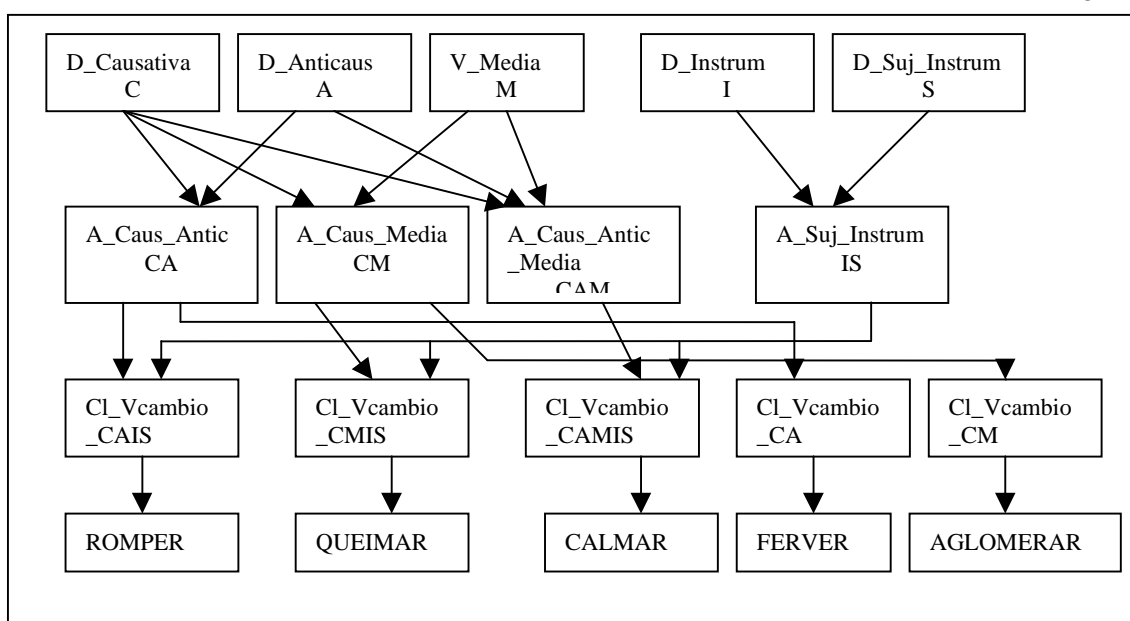 D_Causativa
C
D_Anticaus
A
V_Media
M
D_Instrum
I
D_Suj_Instrum
S
A_Caus_Antic
CA
A_Caus_Media
CM
A_Caus_Antic
_Media
CAM
A_Suj_Instrum
IS
Cl_Vcambio
_CAIS
Cl_Vcambio
_CMIS
Cl_Vcambio
_CAMIS
Cl_Vcambio
_CA
Cl_Vcambio
_CM
ROMPER
QUEIMAR
CALMAR
FERVER
AGLOMERAR